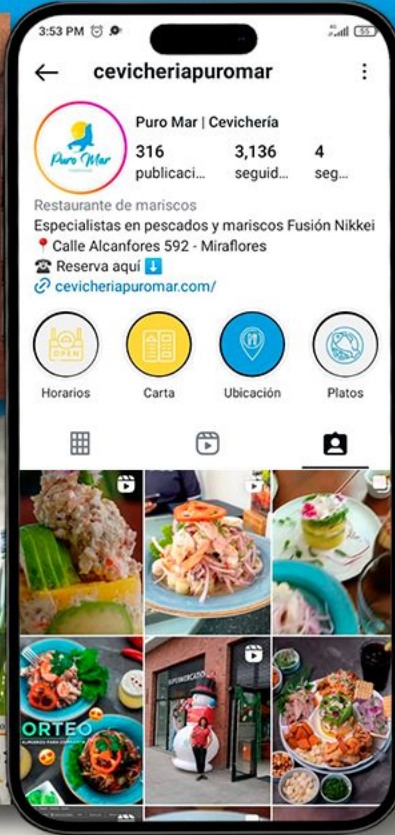 3:53 PM
55
cevicheriapuromar
Puro Mar
Puro Mar | Cevichería
316
3,136
4
publicaci...
seguid...
seg...
Restaurante de mariscos
Especialistas en pescados y mariscos Fusión Nikkei
Calle Alcanfores 592 - Miraflores
Reserva aquí
cevicheriapuromar.com/
OPEN
Horarios
Carta
Ubicación
Platos
ORTEO
SUPERMERCADO